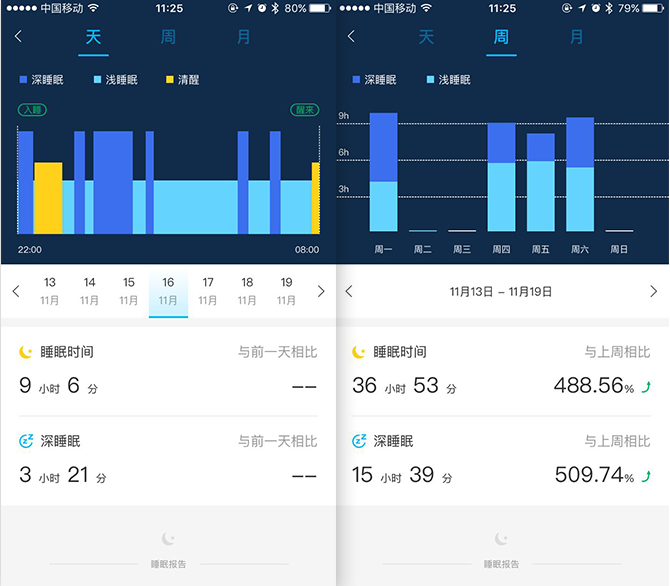 中国移动 11:25 80%
天 周 月
深睡眠 浅睡眠 清醒
入睡 醒来
22:00 08:00
13 14 15 16 17 18 19
11月 11月 11月 11月 11月 11月 11月
睡眠时间 与前一天相比
9 小时 6 分 --
深睡眠 与前一天相比
3 小时 21 分 --
睡眠报告
中国移动 11:25 79%
天 周 月
深睡眠 浅睡眠
9h
6h
3h
周一 周二 周三 周四 周五 周六 周日
11月13日 - 11月19日
睡眠时间 与上周相比
36 小时 53 分 488.56%
深睡眠 与上周相比
15 小时 39 分 509.74%
睡眠报告